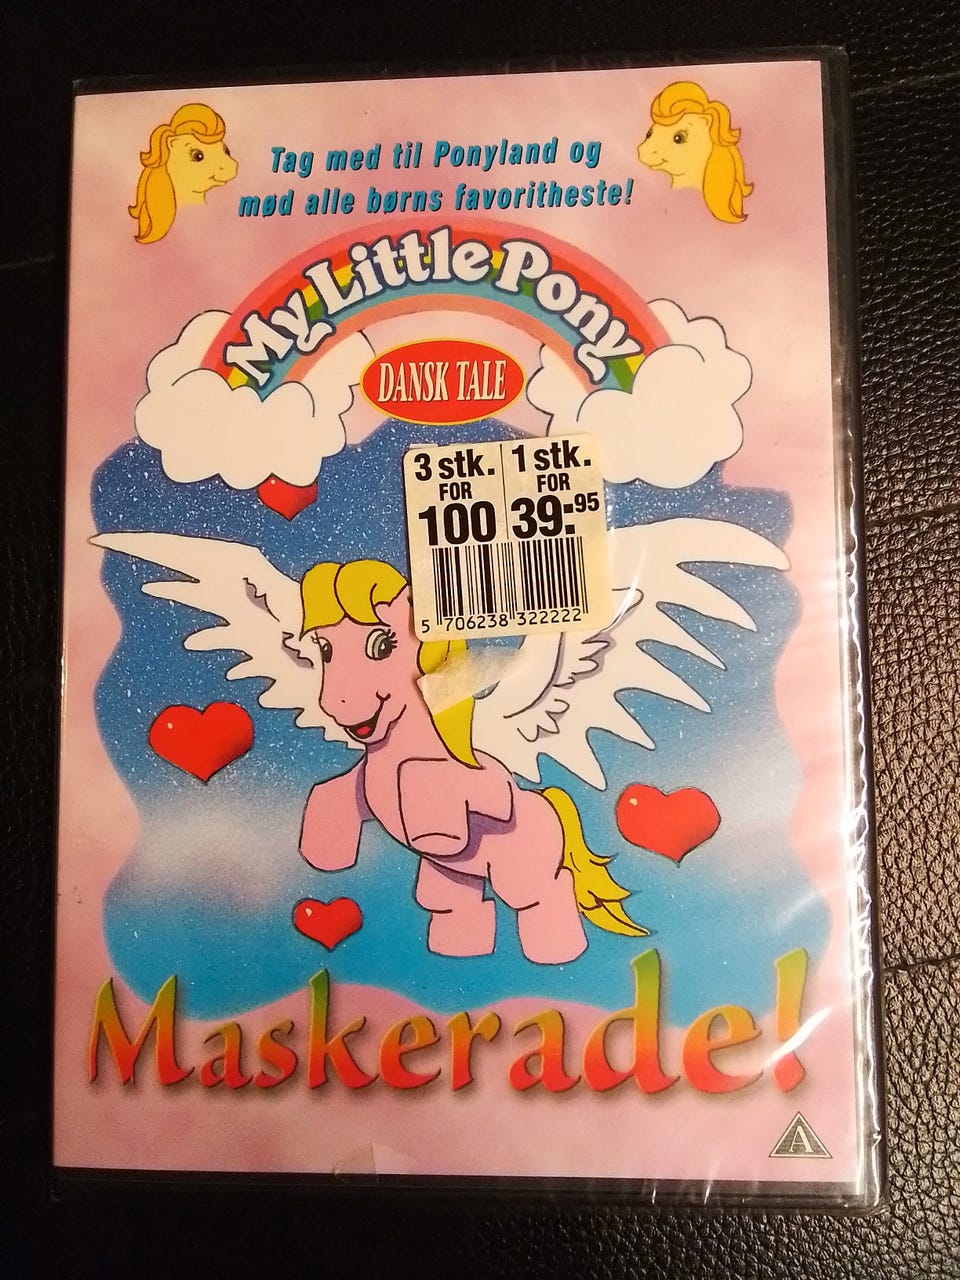 Tag med til Ponyland og
mød alle børns favoritheste!
My Little Pony
DANSK TALE
3 stk. 1 stk.
FOR FOR
100 39:-95
5 706238 322222
Maskerade!
A